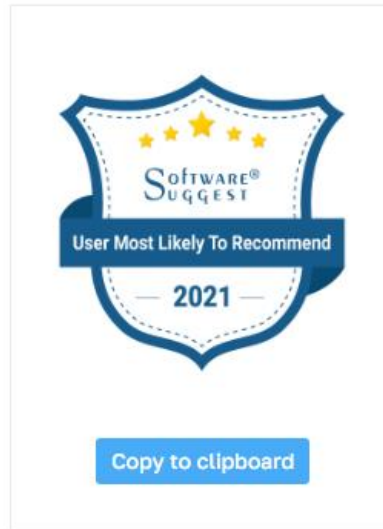 Software®
Suggest
User Most Likely To Recommend
2021
Copy to clipboard